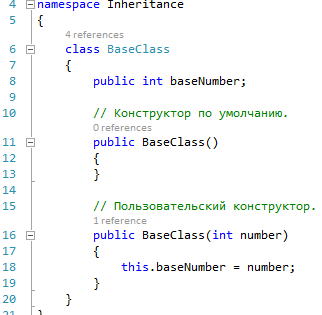 4 namespace Inheritance
5 {
4 references
6 class BaseClass
7 {
8 public int baseNumber;
9
10 // Конструктор по умолчанию.
0 references
11 public BaseClass()
12 {
13 }
14
15 // Пользовательский конструктор.
1 reference
16 public BaseClass(int number)
17 {
18 this.baseNumber = number;
19 }
20 }
21 }